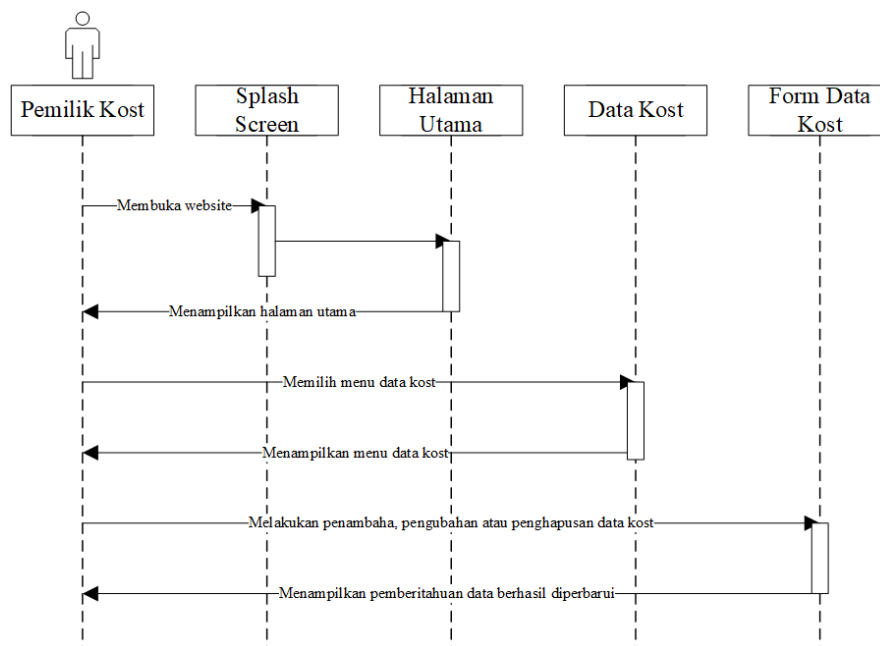 Pemilik Kost
Splash
Screen
Halaman
Utama
Data Kost
Form Data
Kost
Membuka website
Menampilkan halaman utama
Memilih menu data kost
Menampilkan menu data kost
Melakukan penambaha, pengubahan atau penghapusan data kost
Menampilkan pemberitahuan data berhasil diperbarui